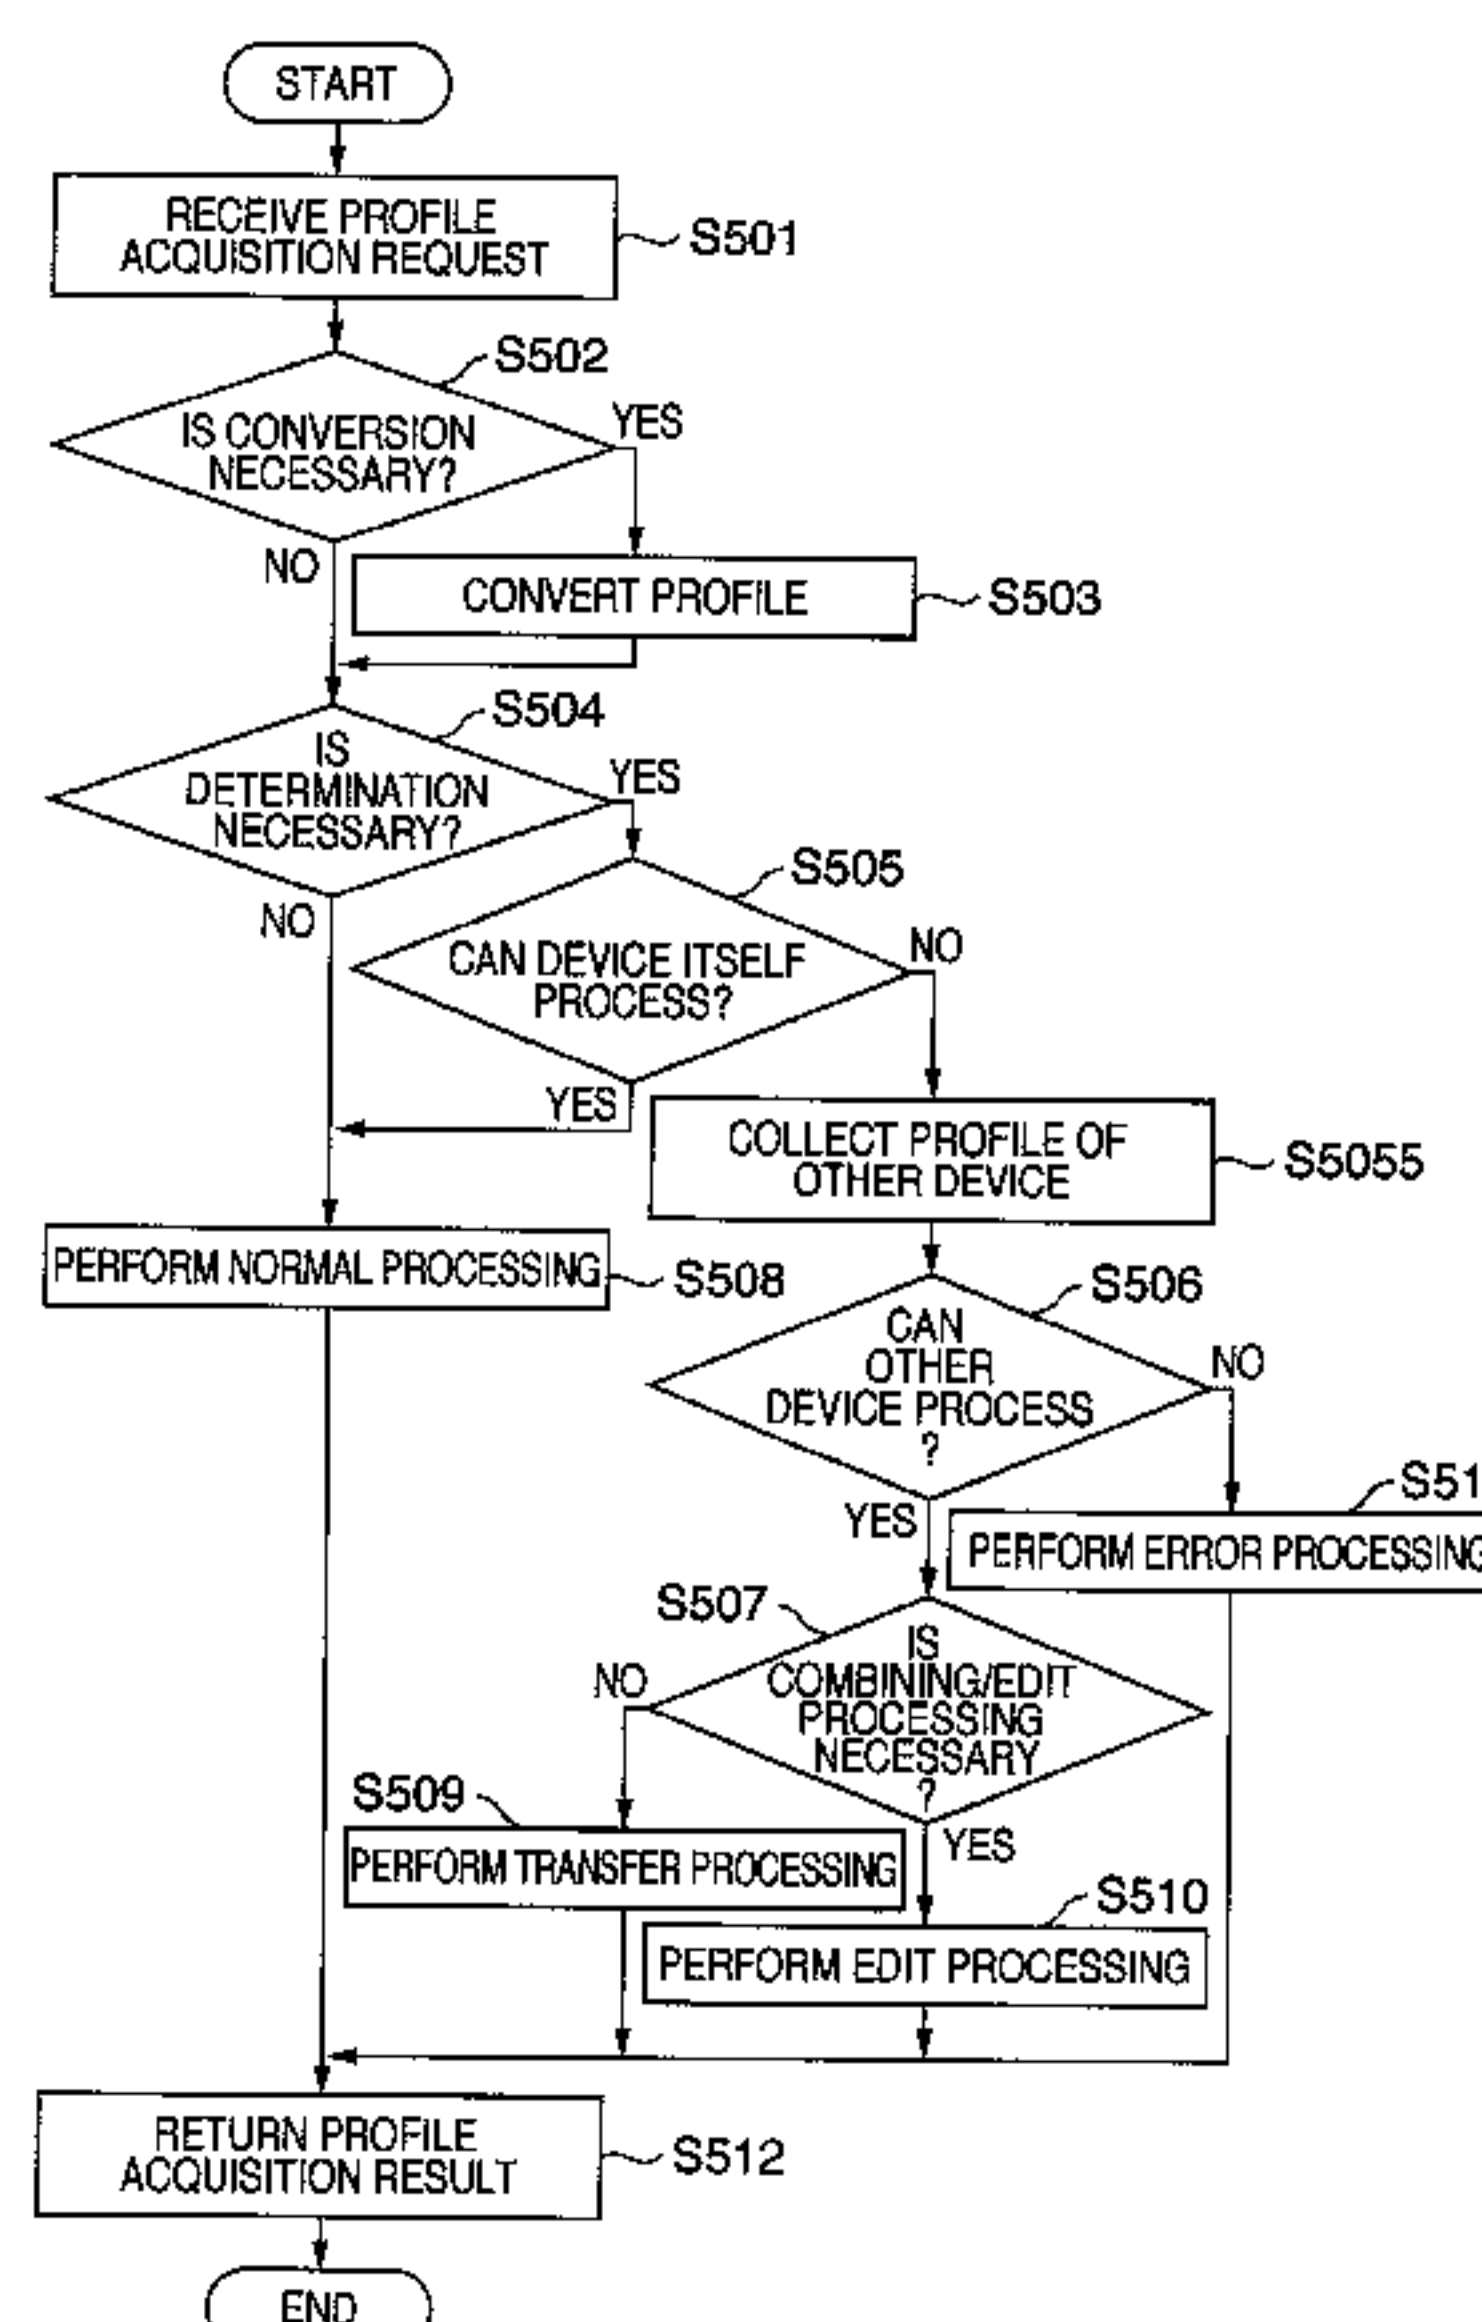 START
RECEIVE PROFILE
ACQUISITION REQUEST
S501
S502
IS CONVERSION
NECESSARY?
YES
NO
CONVERT PROFILE
S503
S504
IS
DETERMINATION
NECESSARY?
YES
NO
S505
CAN DEVICE ITSELF
PROCESS?
NO
YES
COLLECT PROFILE OF
OTHER DEVICE
S5055
PERFORM NORMAL PROCESSING
S508
S506
CAN
OTHER
DEVICE PROCESS
?
NO
YES
S51
PERFORM ERROR PROCESSING
S507
IS
COMBINING/EDIT
PROCESSING
NECESSARY
?
NO
YES
S509
PERFORM TRANSFER PROCESSING
S510
PERFORM EDIT PROCESSING
RETURN PROFILE
ACQUISITION RESULT
S512
END